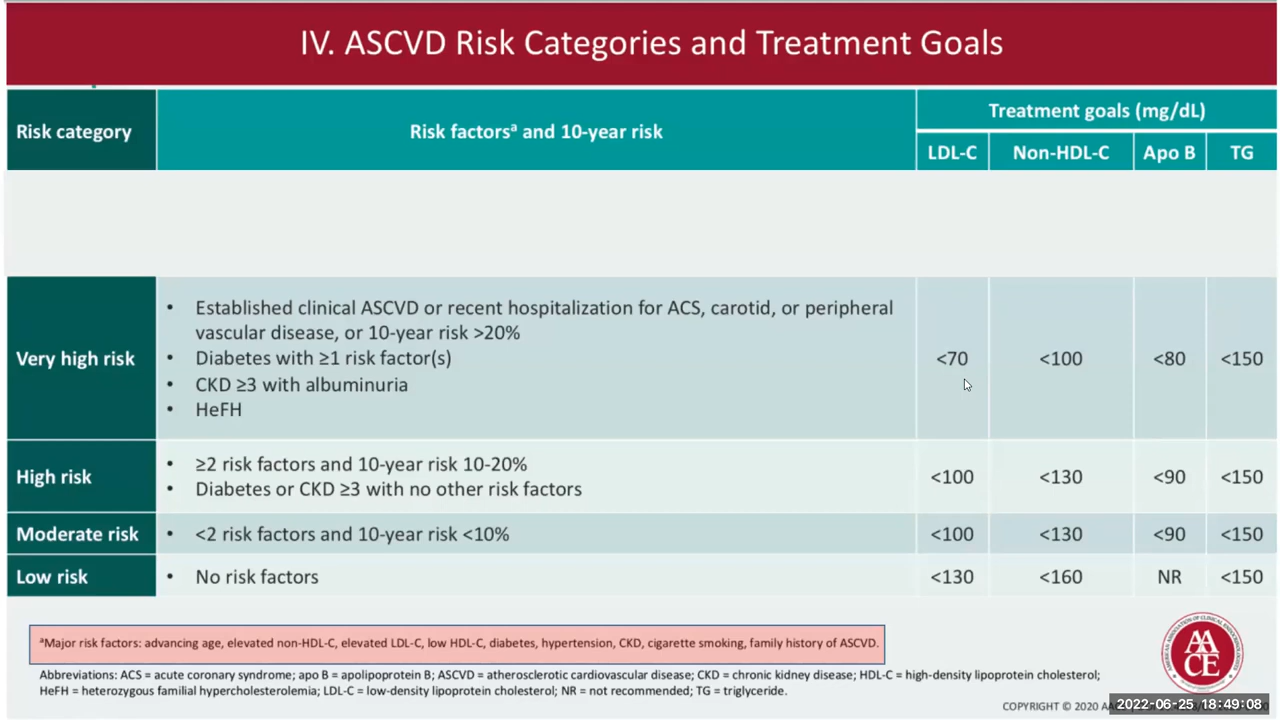 IV. ASCVD Risk Categories and Treatment Goals
Risk category
Risk factorsᵃ and 10-year risk
Treatment goals (mg/dL)
LDL-C Non-HDL-C Apo B TG
Very high risk
• Established clinical ASCVD or recent hospitalization for ACS, carotid, or peripheral
vascular disease, or 10-year risk >20%
• Diabetes with ≥1 risk factor(s)
• CKD ≥3 with albuminuria
• HeFH
<70 <100 <80 <150
High risk
• ≥2 risk factors and 10-year risk 10-20%
• Diabetes or CKD ≥3 with no other risk factors
<100 <130 <90 <150
Moderate risk • <2 risk factors and 10-year risk <10% <100 <130 <90 <150
Low risk • No risk factors <130 <160 NR <150
ᵃMajor risk factors: advancing age, elevated non-HDL-C, elevated LDL-C, low HDL-C, diabetes, hypertension, CKD, cigarette smoking, family history of ASCVD.
Abbreviations: ACS = acute coronary syndrome; apo B = apolipoprotein B; ASCVD = atherosclerotic cardiovascular disease; CKD = chronic kidney disease; HDL-C = high-density lipoprotein cholesterol;
HeFH = heterozygous familial hypercholesterolemia; LDL-C = low-density lipoprotein cholesterol; NR = not recommended; TG = triglyceride.
AA
CE
COPYRIGHT © 2020
2022-06-25 18:49:08